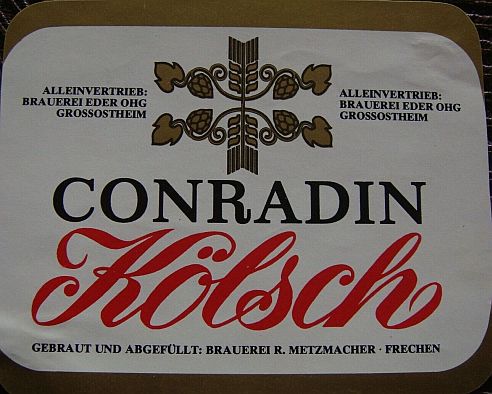 ALLEINVERTRIEB:
BRAUEREI EDER OHG
GROSSOSTHEIM
ALLEINVERTRIEB:
BRAUEREI EDER OHG
GROSSOSTHEIM
CONRADIN
Kölsch
GEBRAUT UND ABGEFÜLLT: BRAUEREI R. METZMACHER · FRECHEN